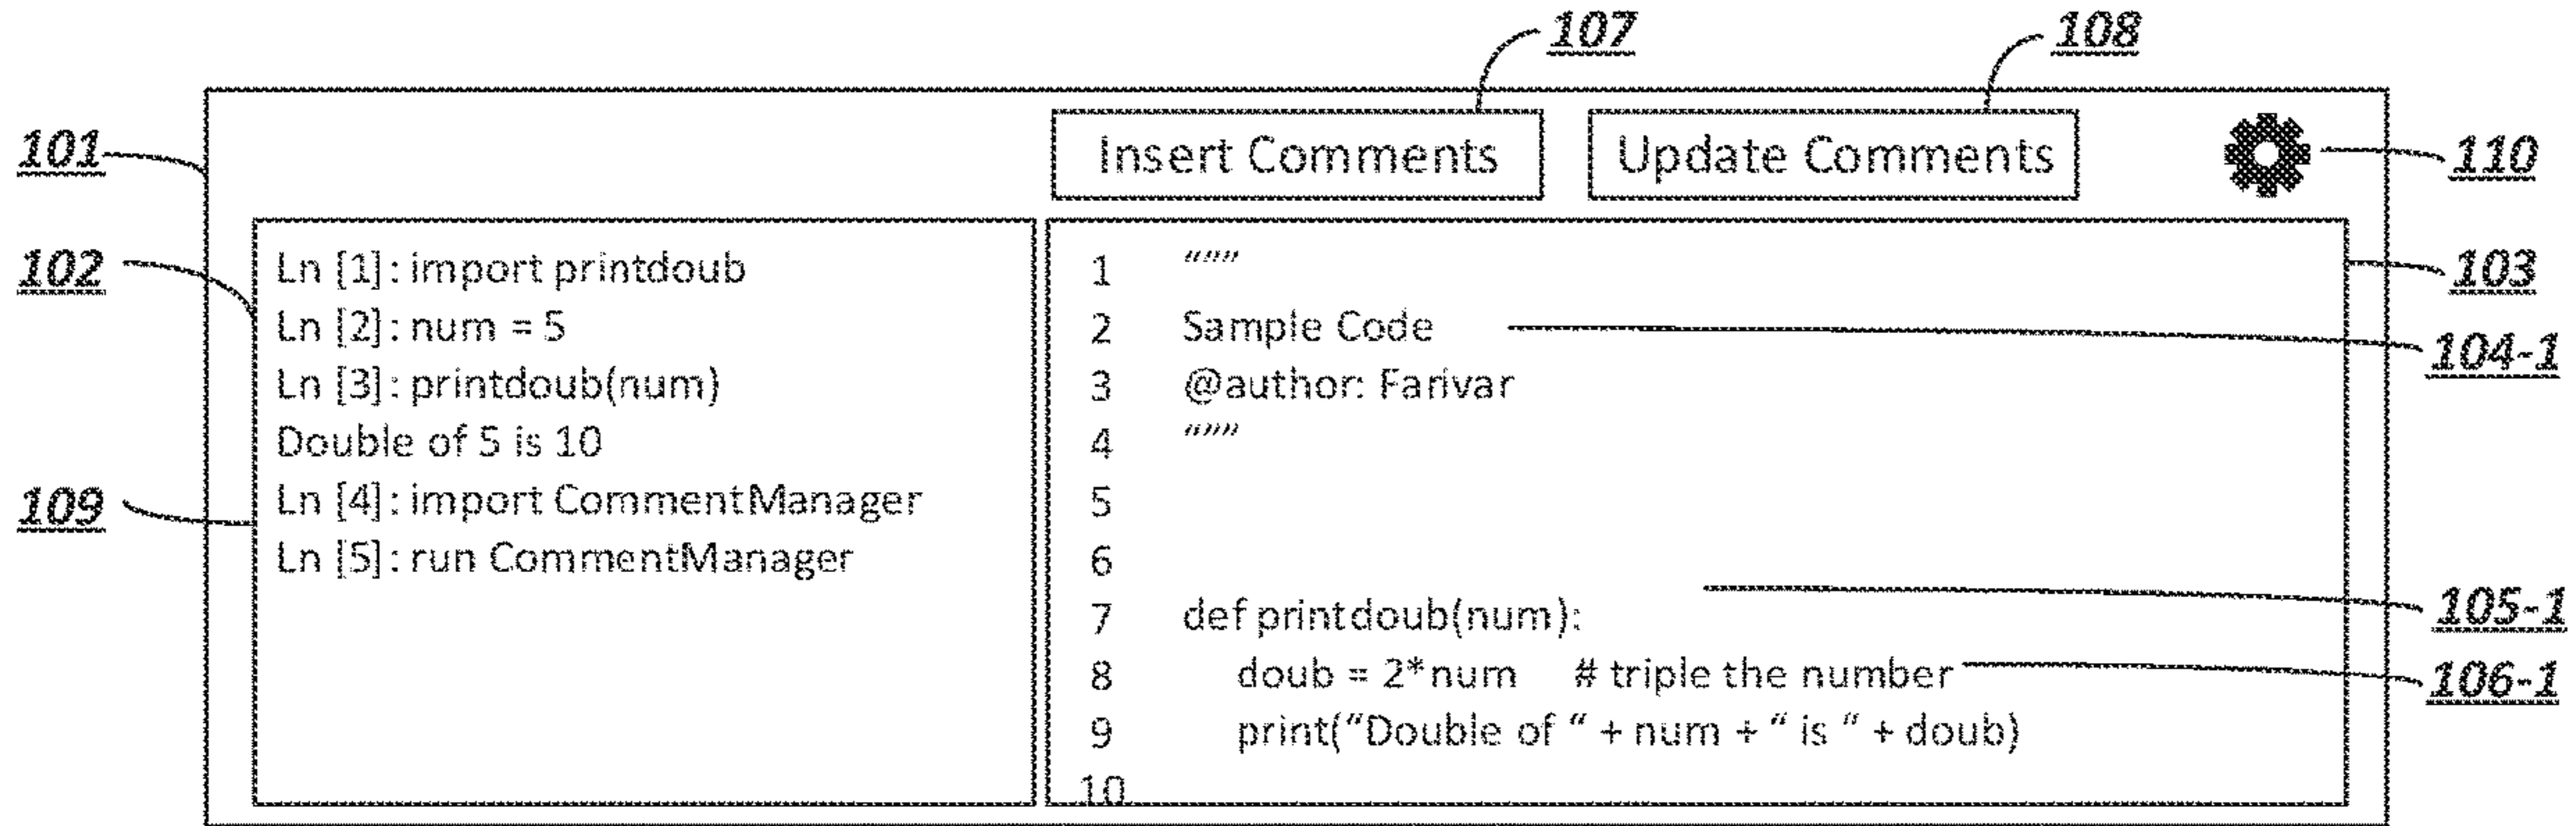 107
108
Insert Comments
Update Comments
101
110
102
Ln [1]: import printdoub
Ln [2]: num = 5
Ln [3]: printdoub(num)
Double of 5 is 10
109
Ln [4]: import CommentManager
Ln [5]: run CommentManager
1 “””
103
2 Sample Code
104-1
3 @author: Farivar
4 “””
5
6
105-1
7 def printdoub(num):
8 doub = 2*num # triple the number
106-1
9 print(“Double of “ + num + “ is “ + doub)
10